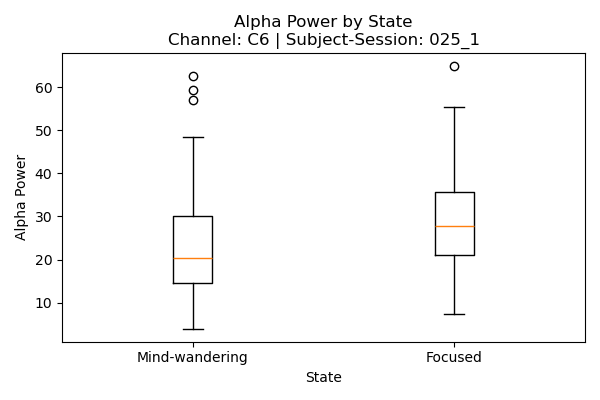 Alpha Power by State
Channel: C6 | Subject-Session: 025_1
Alpha Power
60
50
40
30
20
10
Mind-wandering
Focused
State